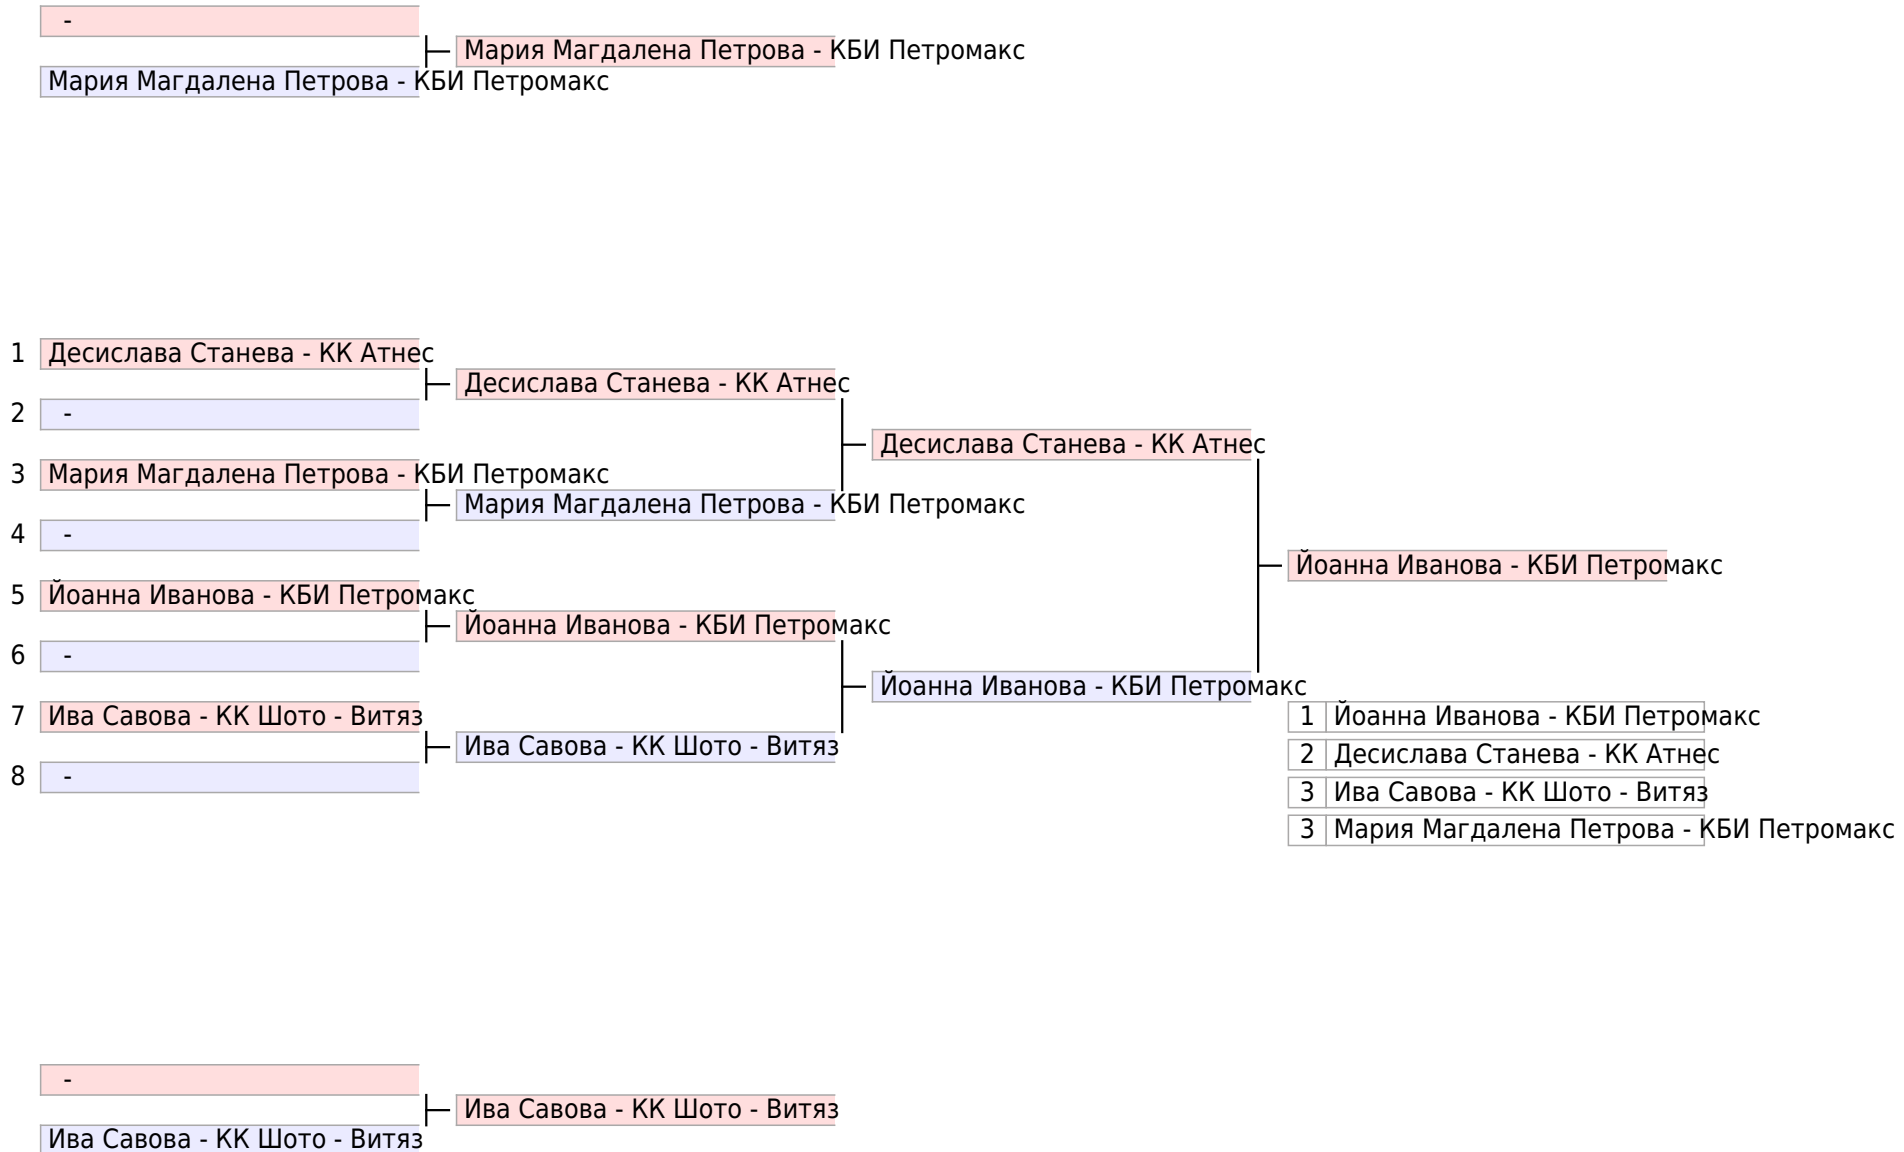 -
Мария Магдалена Петрова - КБИ Петромакс
Мария Магдалена Петрова - КБИ Петромакс
1 Десислава Станева - КК Атнес
Десислава Станева - КК Атнес
2 -
Десислава Станева - КК Атнес
3 Мария Магдалена Петрова - КБИ Петромакс
Мария Магдалена Петрова - КБИ Петромакс
4 -
Йоанна Иванова - КБИ Петромакс
5 Йоанна Иванова - КБИ Петромакс
Йоанна Иванова - КБИ Петромакс
6 -
Йоанна Иванова - КБИ Петромакс
7 Ива Савова - КК Шото - Витяз
Ива Савова - КК Шото - Витяз
8 -
1 Йоанна Иванова - КБИ Петромакс
2 Десислава Станева - КК Атнес
3 Ива Савова - КК Шото - Витяз
3 Мария Магдалена Петрова - КБИ Петромакс
-
Ива Савова - КК Шото - Витяз
Ива Савова - КК Шото - Витяз